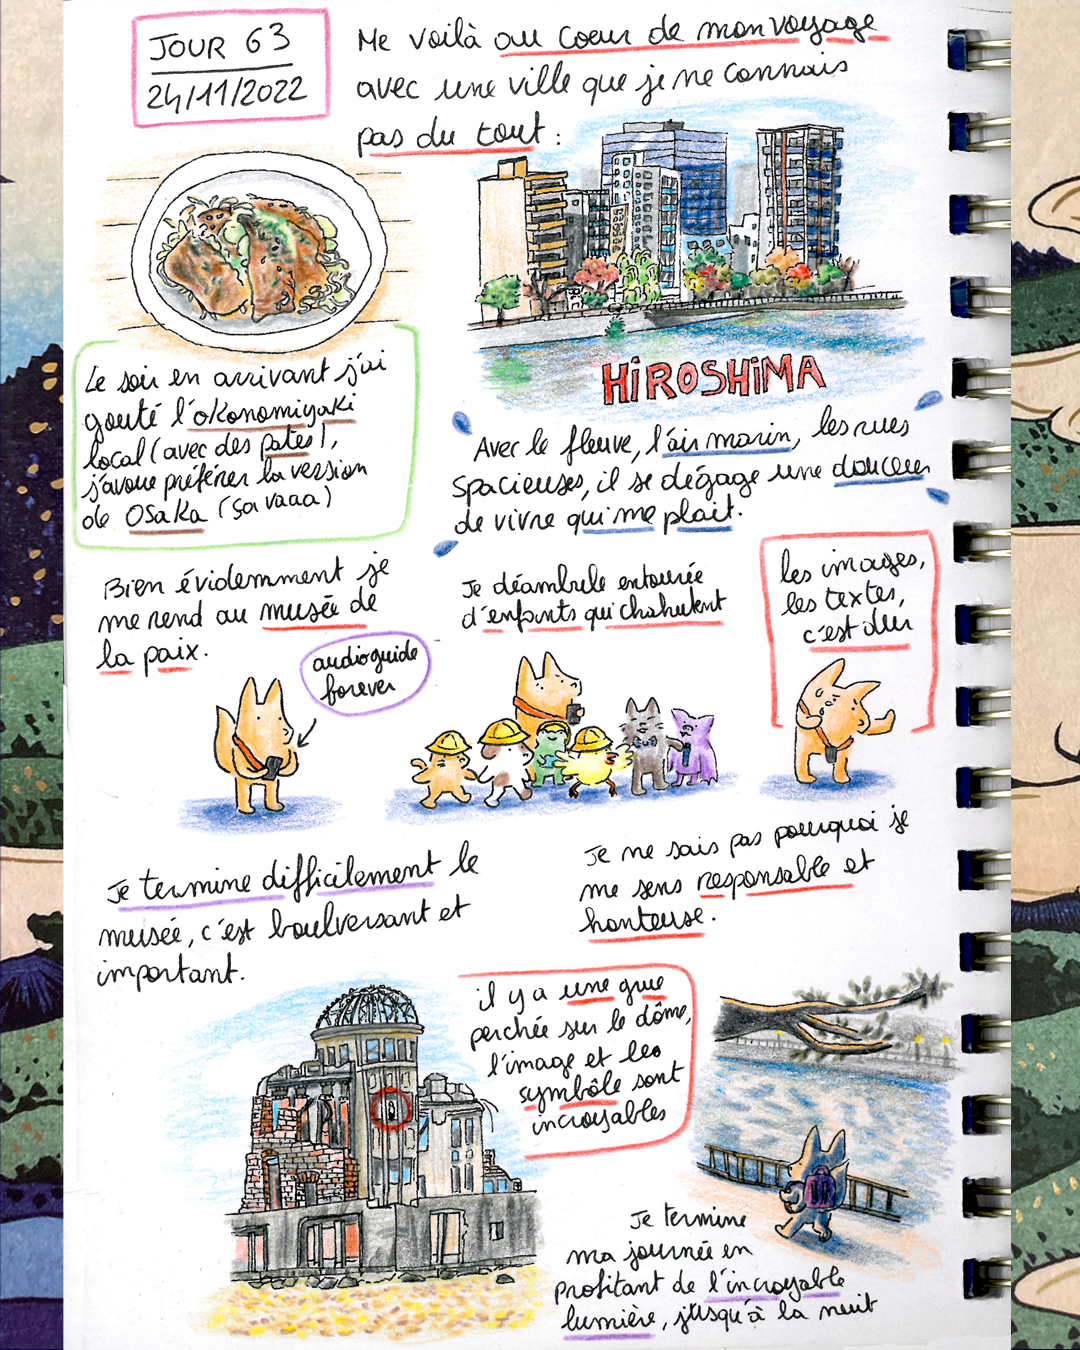 JOUR 63
24/11/2022
Me voilà au coeur de mon voyage
avec une ville que je ne connais
pas du tout :
HIROSHIMA
Le soir en arrivant j'ai
gouté l'okonomiyaki
local (avec des pates),
j'avoue préférer la version
de OSaKa (ça vaaa)
Avec le fleuve, l'air marin, les rues
spacieuses, il se dégage une douceur
de vivre qui me plait.
Bien évidemment je
me rend au musée de
la paix.
audioguide
forever
Je déambule entourée
d'enfants qui chahutent
les images,
les textes,
c'est dur
Je termine difficilement le
musée, c'est boulversant et
important.
Je ne sais pas pourquoi je
me sens responsable et
honteuse.
il y a une grue
perchée sur le dôme,
l'image et les
symbôle sont
incroyables
Je termine
ma journée en
profitant de l'incroyable
lumière, jusqu'à la nuit